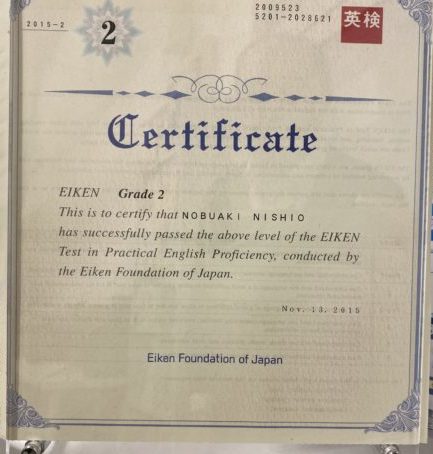 2015-2
2
2009523
5201-2028621
英検
Certificate
EIKEN Grade 2
This is to certify that NOBUAKI NISHIO
has successfully passed the above level of the EIKEN
Test in Practical English Proficiency, conducted by
the Eiken Foundation of Japan.
Nov. 13. 2015
Eiken Foundation of Japan